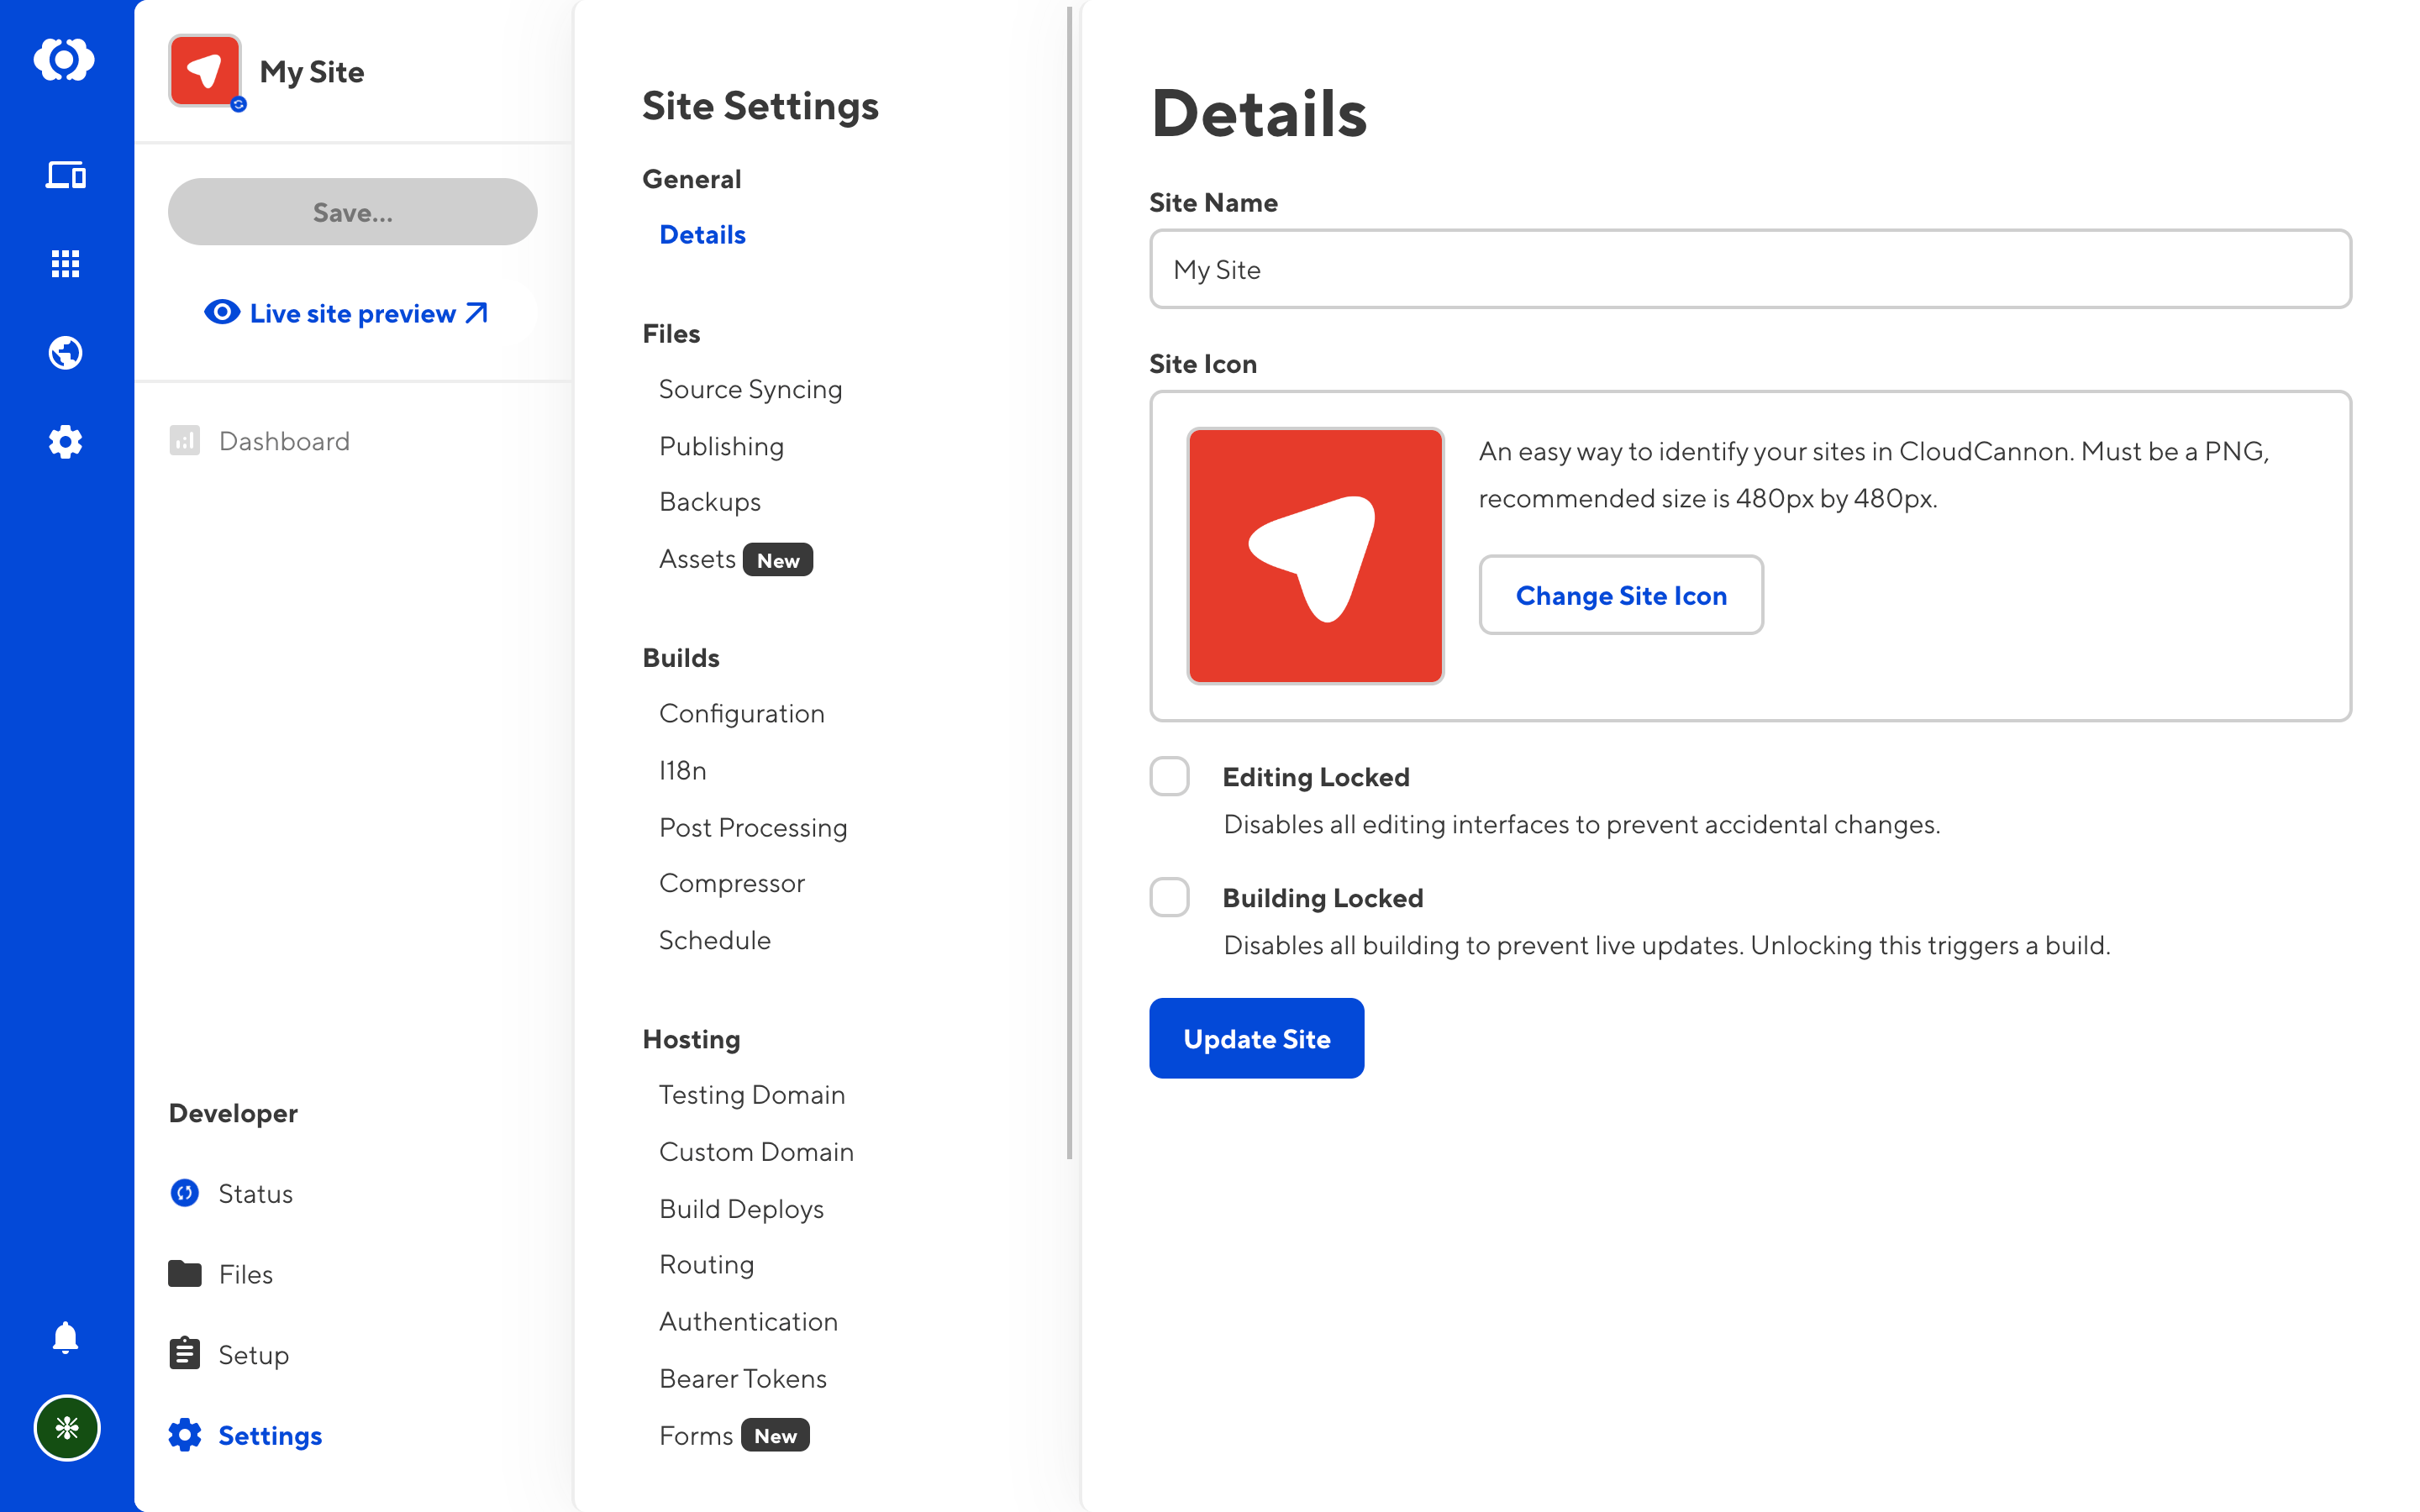 My Site
Save...
Live site preview
Dashboard
Developer
Status
Files
Setup
Settings
Site Settings
General
Details
Files
Source Syncing
Publishing
Backups
Assets New
Builds
Configuration
I18n
Post Processing
Compressor
Schedule
Hosting
Testing Domain
Custom Domain
Build Deploys
Routing
Authentication
Bearer Tokens
Forms New
Details
Site Name
My Site
Site Icon
An easy way to identify your sites in CloudCannon. Must be a PNG,
recommended size is 480px by 480px.
Change Site Icon
Editing Locked
Disables all editing interfaces to prevent accidental changes.
Building Locked
Disables all building to prevent live updates. Unlocking this triggers a build.
Update Site